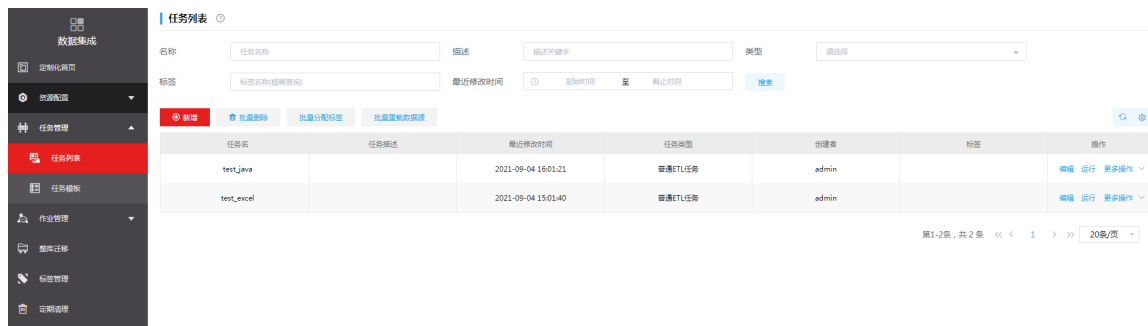 数据集成
定制化首页
资源配置
任务管理
任务列表
任务模板
作业管理
整库迁移
标签管理
定期清理
任务列表
名称 任务名称 描述 描述关键字 类型 请选择
标签 标签名称(模糊查询) 最近修改时间 起始时间 至 截止时间 搜索
新增 批量删除 批量分配标签 批量重载数据源
任务名 任务描述 最近修改时间 任务类型 创建者 标签 操作
test_java 2021-09-04 16:01:21 普通ETL任务 admin 编辑 运行 更多操作
test_excel 2021-09-04 15:01:40 普通ETL任务 admin 编辑 运行 更多操作
第1-2条，共 2 条 1 20条/页